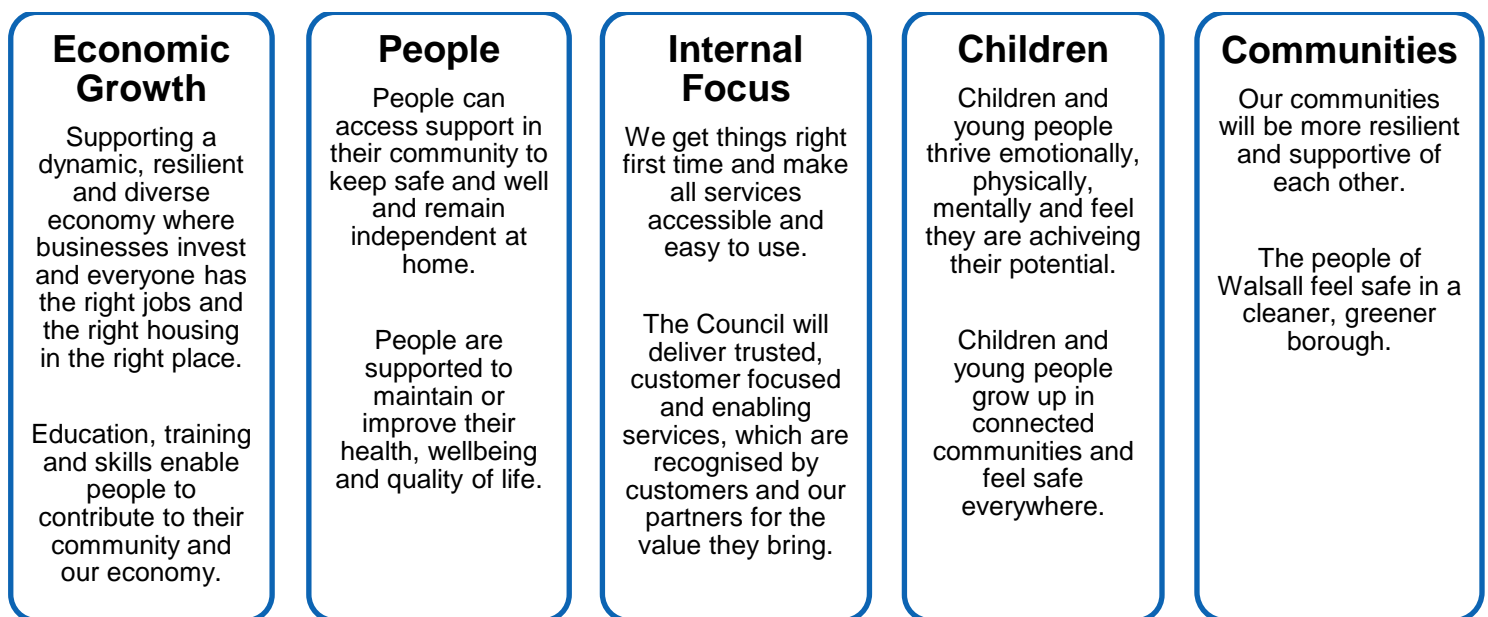 Economic
Growth
Supporting a
dynamic, resilient
and diverse
economy where
businesses invest
and everyone has
the right jobs and
the right housing
in the right place.
Education, training
and skills enable
people to
contribute to their
community and
our economy.
People
People can
access support in
their community to
keep safe and well
and remain
independent at
home.
People are
supported to
maintain or
improve their
health, wellbeing
and quality of life.
Internal
Focus
We get things right
first time and make
all services
accessible and
easy to use.
The Council will
deliver trusted,
customer focused
and enabling
services, which are
recognised by
customers and our
partners for the
value they bring.
Children
Children and
young people
thrive emotionally,
physically,
mentally and feel
they are achiveing
their potential.
Children and
young people
grow up in
connected
communities and
feel safe
everywhere.
Communities
Our communities
will be more resilient
and supportive of
each other.
The people of
Walsall feel safe in a
cleaner, greener
borough.